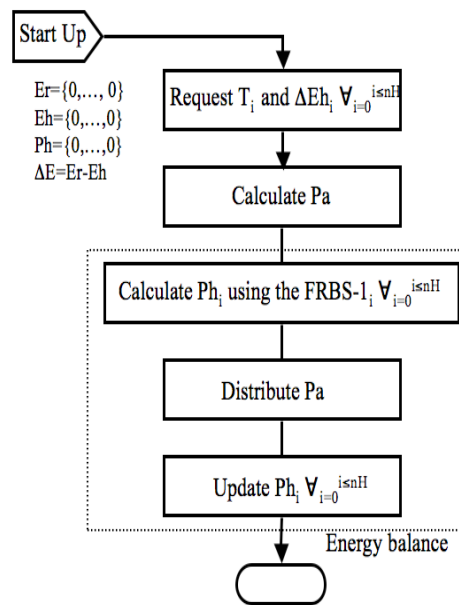 Start Up
Er={0,..., 0}
Eh={0,...,0}
Ph={0,...,0}
ΔE=Er-Eh
Request Tᵢ and ΔEhᵢ ∀ᵢ₌₀ⁱ≤ⁿᴴ
Calculate Pa
Calculate Phᵢ using the FRBS-1ᵢ ∀ᵢ₌₀ⁱ≤ⁿᴴ
Distribute Pa
Update Phᵢ ∀ᵢ₌₀ⁱ≤ⁿᴴ
Energy balance